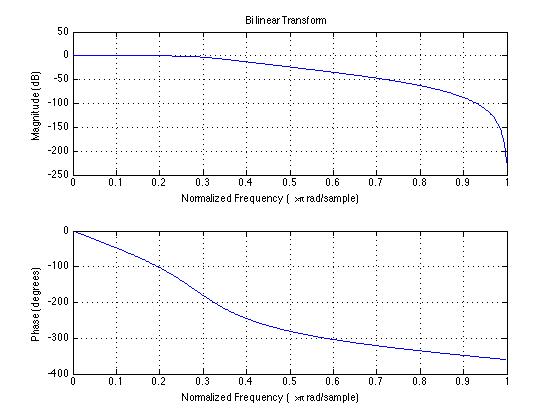 Bilinear Transform
50
0
-50
-100
-150
-200
-250
Magnitude (dB)
0 0.1 0.2 0.3 0.4 0.5 0.6 0.7 0.8 0.9 1
Normalized Frequency ( ×π rad/sample)
0
-100
-200
-300
-400
Phase (degrees)
0 0.1 0.2 0.3 0.4 0.5 0.6 0.7 0.8 0.9 1
Normalized Frequency ( ×π rad/sample)